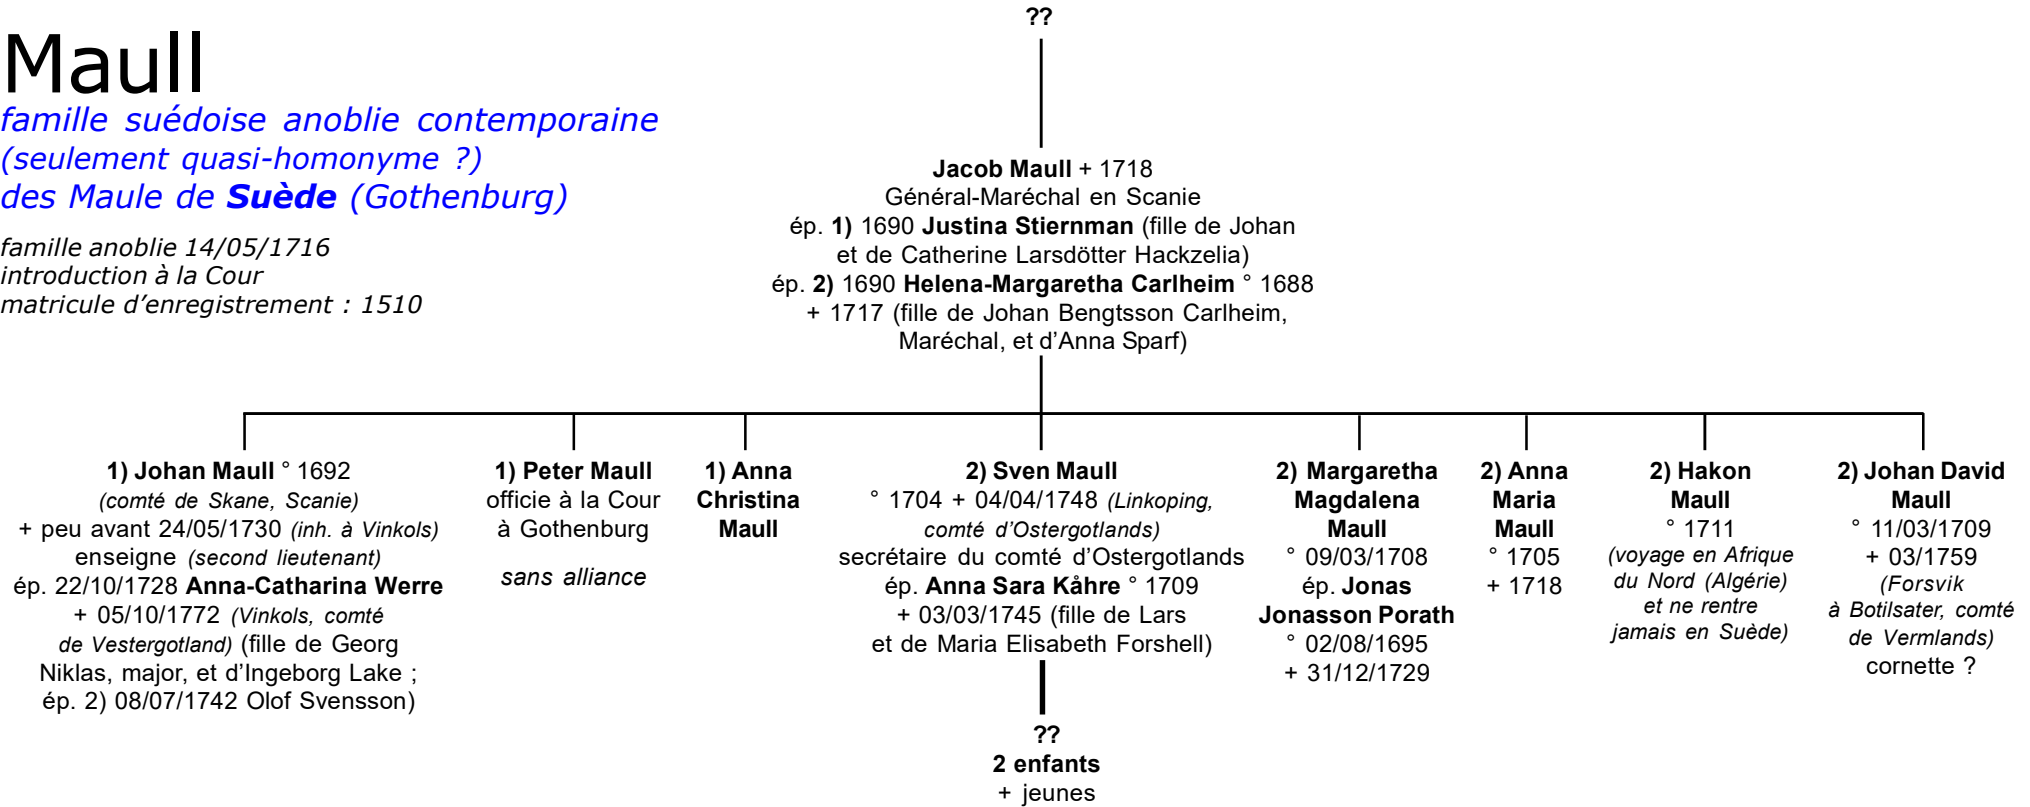 Maull
famille suédoise anoblie contemporaine
(seulement quasi-homonyme ?)
des Maule de Suède (Gothenburg)
famille anoblie 14/05/1716
introduction à la Cour
matricule d'enregistrement : 1510
??
Jacob Maull + 1718
Général-Maréchal en Scanie
ép. 1) 1690 Justina Stiernman (fille de Johan
et de Catherine Larsdötter Hackzelia)
ép. 2) 1690 Helena-Margaretha Carlheim ° 1688
+ 1717 (fille de Johan Bengtsson Carlheim,
Maréchal, et d'Anna Sparf)
1) Johan Maull ° 1692
(comté de Skane, Scanie)
+ peu avant 24/05/1730 (inh. à Vinkols)
enseigne (second lieutenant)
ép. 22/10/1728 Anna-Catharina Werre
+ 05/10/1772 (Vinkols, comté
de Vestergotland) (fille de Georg
Niklas, major, et d'Ingeborg Lake ;
ép. 2) 08/07/1742 Olof Svensson)
1) Peter Maull
officie à la Cour
à Gothenburg
sans alliance
1) Anna
Christina
Maull
2) Sven Maull
° 1704 + 04/04/1748 (Linkoping,
comté d'Ostergotlands)
secrétaire du comté d'Ostergotlands
ép. Anna Sara Kåhre ° 1709
+ 03/03/1745 (fille de Lars
et de Maria Elisabeth Forshell)
??
2 enfants
+ jeunes
2) Margaretha
Magdalena
Maull
° 09/03/1708
ép. Jonas
Jonasson Porath
° 02/08/1695
+ 31/12/1729
2) Anna
Maria
Maull
° 1705
+ 1718
2) Hakon
Maull
° 1711
(voyage en Afrique
du Nord (Algérie)
et ne rentre
jamais en Suède)
2) Johan David
Maull
° 11/03/1709
+ 03/1759
(Forsvik
à Botilsater, comté
de Vermlands)
cornette ?